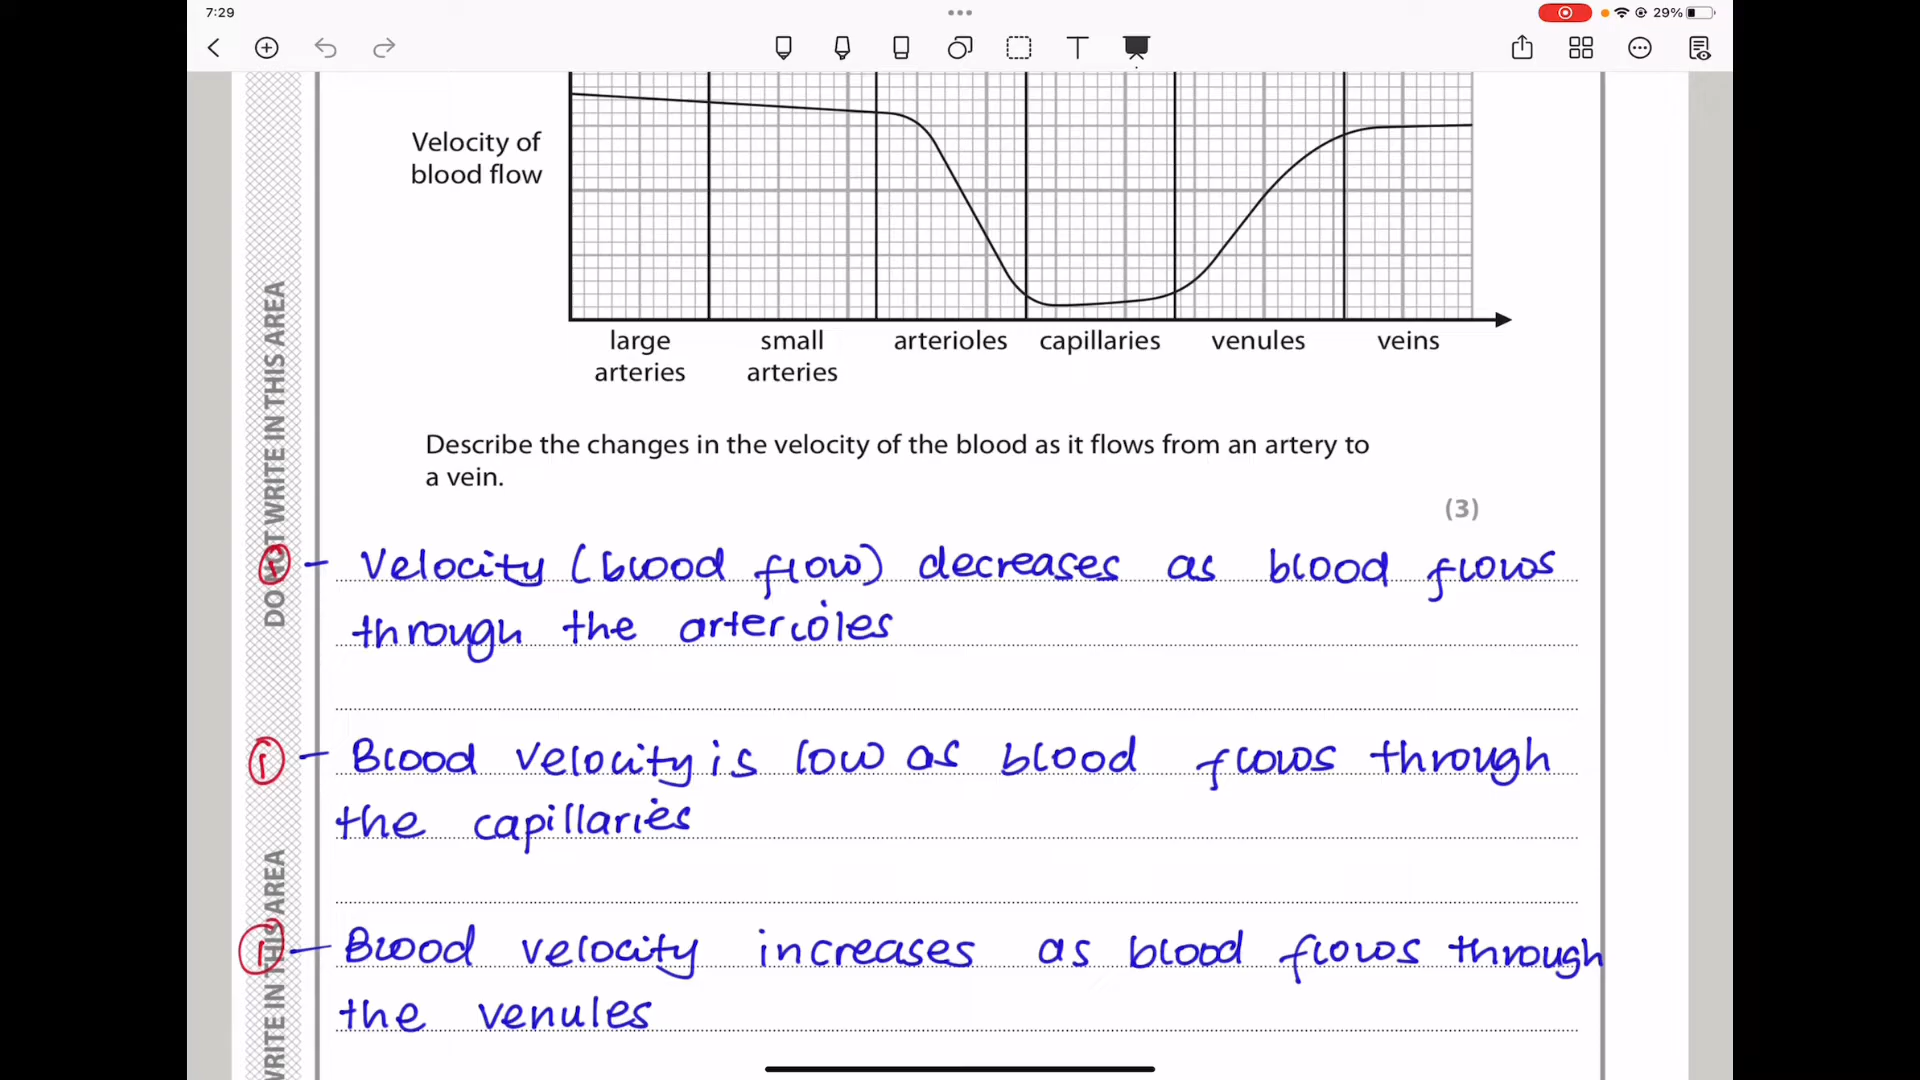 7:29
29%
Velocity of
blood flow
large
arteries
small
arteries
arterioles
capillaries
venules
veins
Describe the changes in the velocity of the blood as it flows from an artery to
a vein.
(3)
DO NOT WRITE IN THIS AREA
1 - Velocity (blood flow) decreases as blood flows
through the arterioles
1 - Blood velocity is low as blood flows through
the capillaries
WRITE IN THIS AREA
1 - Blood velocity increases as blood flows through
the venules